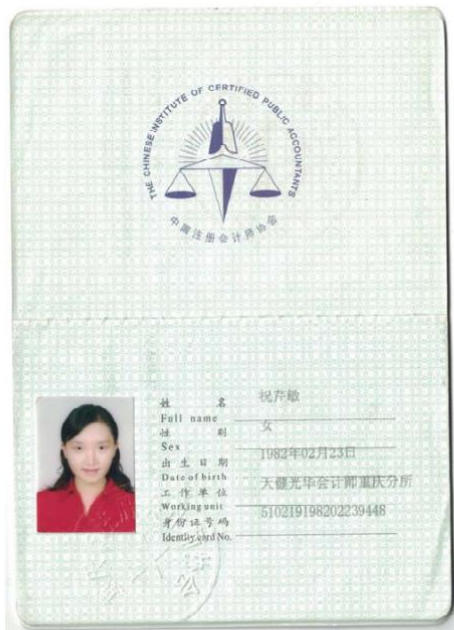 THE CHINESE INSTITUTE OF CERTIFIED PUBLIC ACCOUNTANTS
中国注册会计师协会
姓 名 祝芹敏
Full name
性 别 女
Sex
出生日期 1982年02月23日
Date of birth
工作单位 天健光华会计师重庆分所
Working unit
身份证号码 510219198202239448
Identity card No.